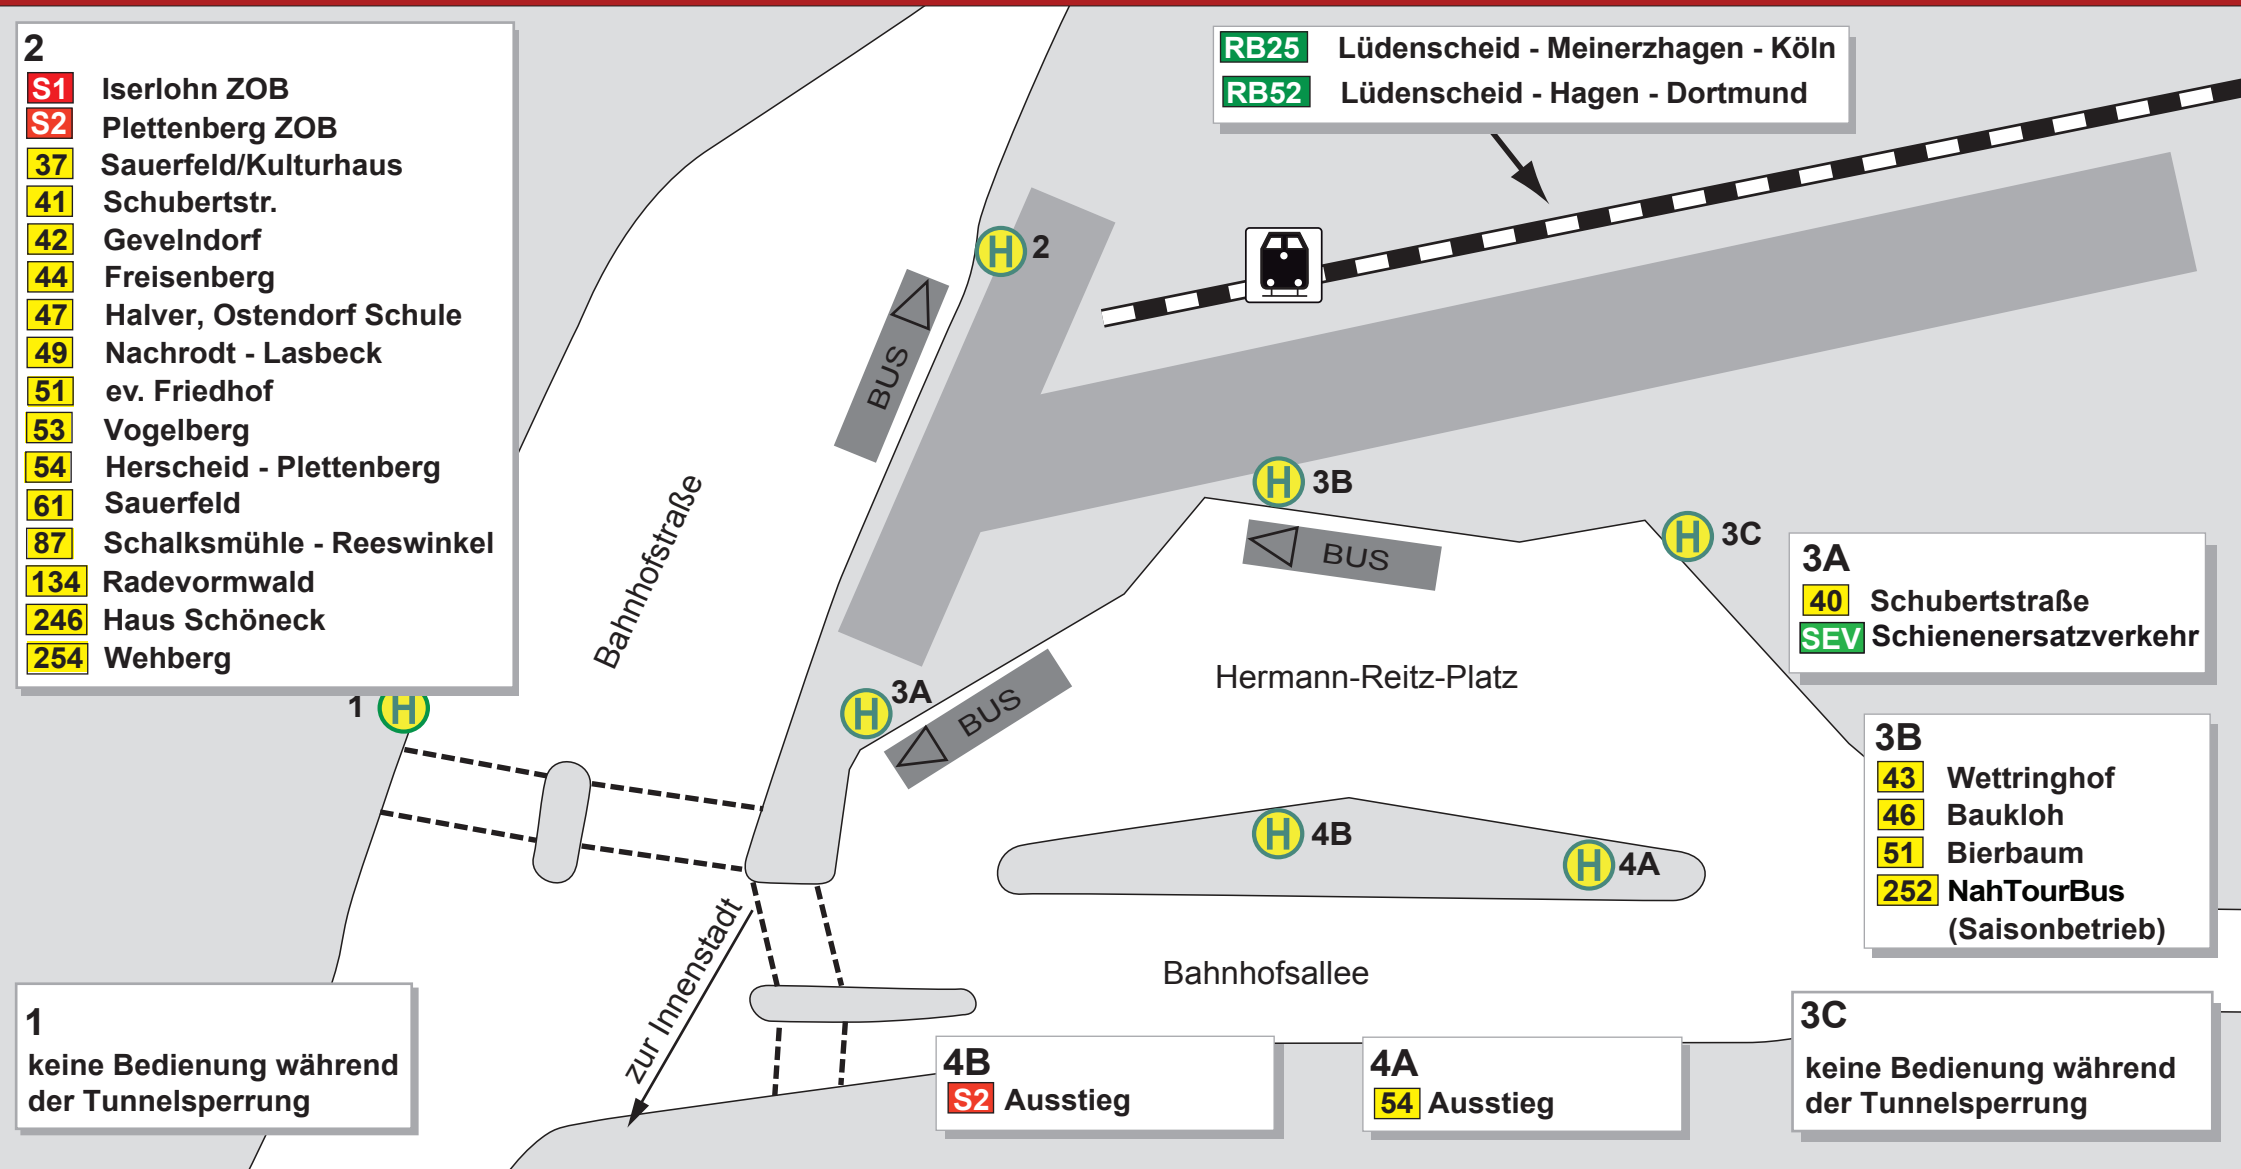 2
S1 Iserlohn ZOB
S2 Plettenberg ZOB
37 Sauerfeld/Kulturhaus
41 Schubertstr.
42 Gevelndorf
44 Freisenberg
47 Halver, Ostendorf Schule
49 Nachrodt - Lasbeck
51 ev. Friedhof
53 Vogelberg
54 Herscheid - Plettenberg
61 Sauerfeld
87 Schalksmühle - Reeswinkel
134 Radevormwald
246 Haus Schöneck
254 Wehberg
RB25 Lüdenscheid - Meinerzhagen - Köln
RB52 Lüdenscheid - Hagen - Dortmund
H 2
BUS
Bahnhofstraße
H 3B
BUS
H 3C
3A
40 Schubertstraße
SEV Schienenersatzverkehr
Hermann-Reitz-Platz
1 H
H 3A
BUS
3B
43 Wettringhof
46 Baukloh
51 Bierbaum
252 NahTourBus
(Saisonbetrieb)
H 4B
H 4A
zur Innenstadt
Bahnhofsallee
1
keine Bedienung während
der Tunnelsperrung
4B
S2 Ausstieg
4A
54 Ausstieg
3C
keine Bedienung während
der Tunnelsperrung